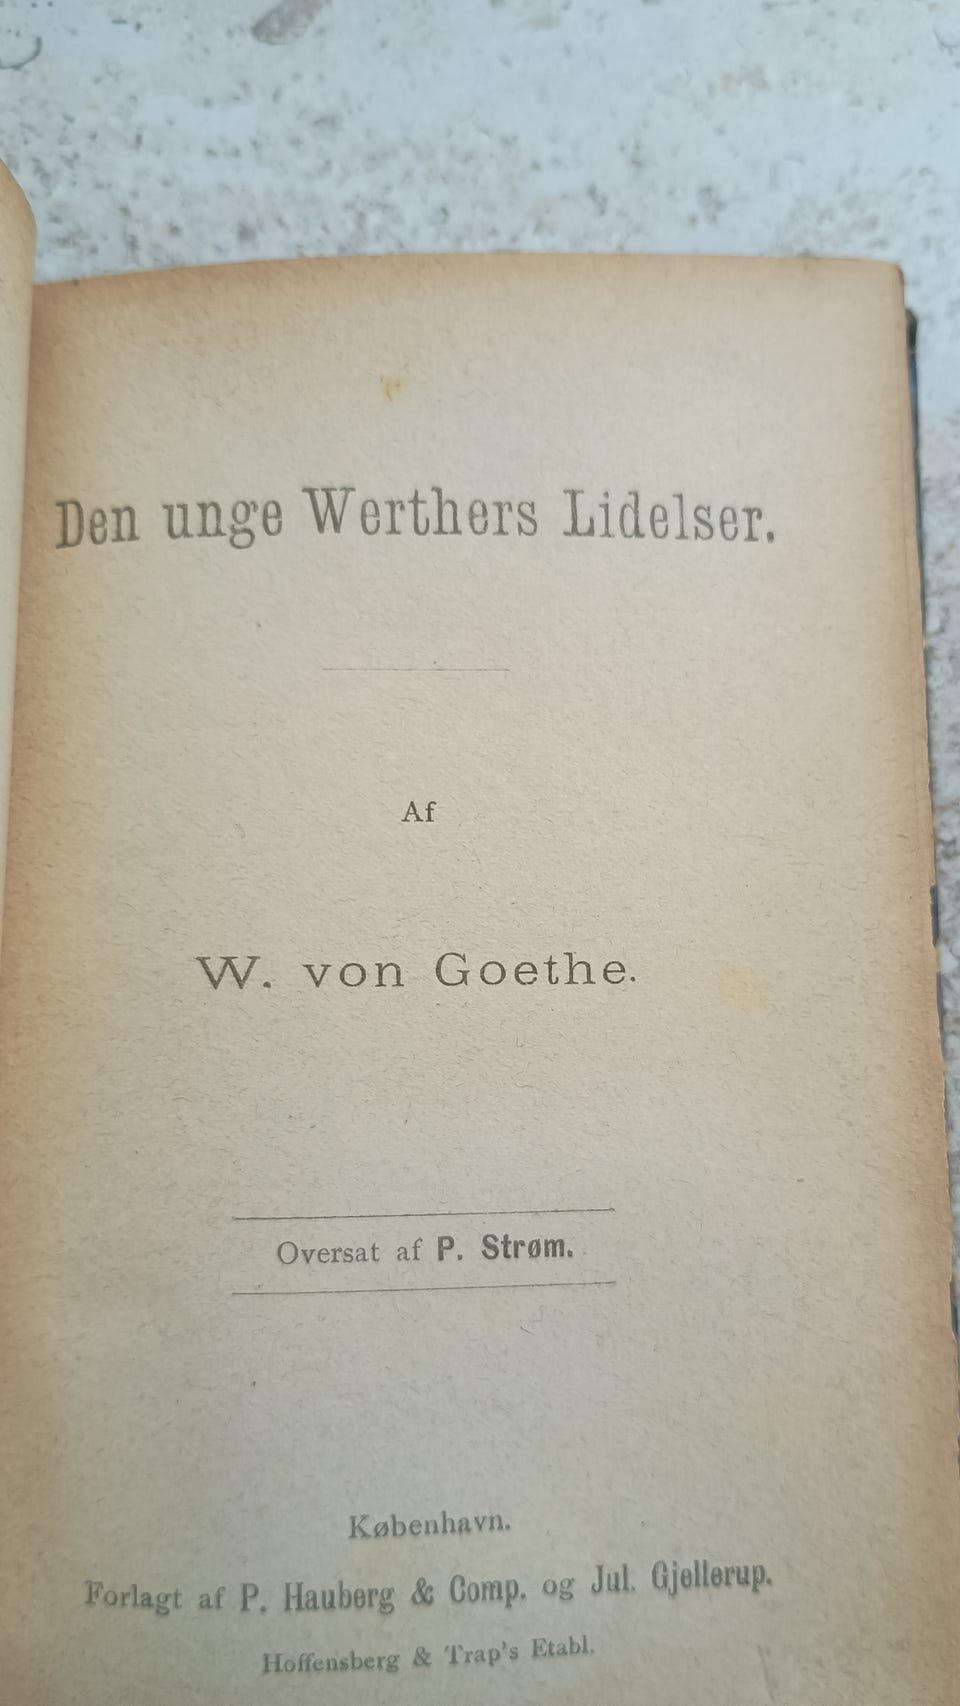 Den unge Werthers Lidelser.
Af
W. von Goethe.
Oversat af P. Strøm.
København.
Forlagt af P. Hauberg & Comp. og Jul. Gjellerup.
Hoffensberg & Trap's Etabl.